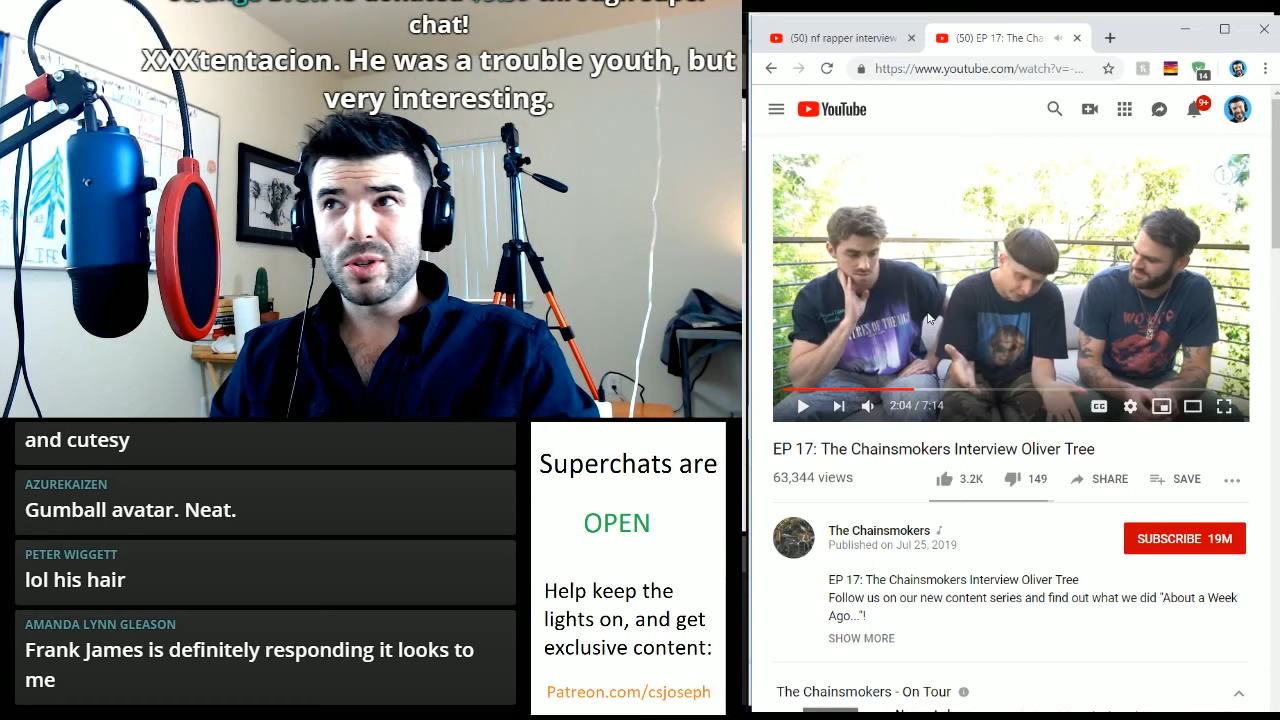 chat!
XXXtentacion. He was a trouble youth, but
very interesting.
LIFE
and cutesy
AZUREKAIZEN
Gumball avatar. Neat.
PETER WIGGETT
lol his hair
AMANDA LYNN GLEASON
Frank James is definitely responding it looks to
me
Superchats are
OPEN
Help keep the
lights on, and get
exclusive content:
Patreon.com/csjoseph
(50) nf rapper interview
(50) EP 17: The Cha
https://www.youtube.com/watch?v=-...
14
YouTube
9+
2:04 / 7:14
CC
EP 17: The Chainsmokers Interview Oliver Tree
63,344 views
3.2K
149
SHARE
SAVE
The Chainsmokers
Published on Jul 25, 2019
SUBSCRIBE 19M
EP 17: The Chainsmokers Interview Oliver Tree
Follow us on our new content series and find out what we did "About a Week
Ago..."!
SHOW MORE
The Chainsmokers - On Tour